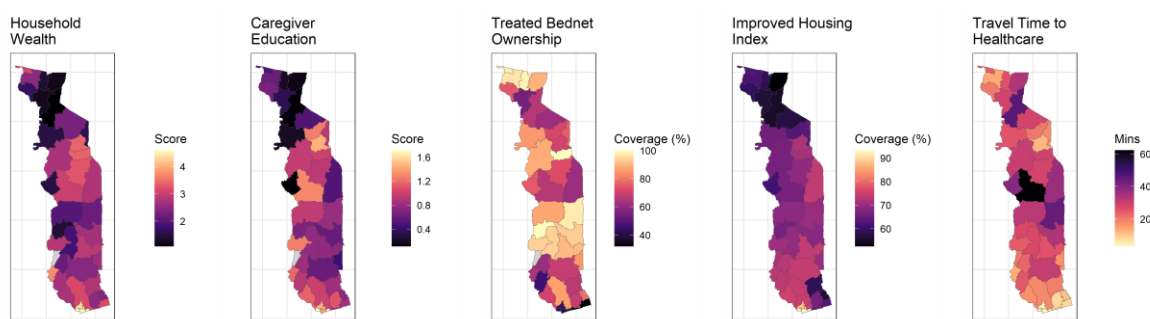 Household
Wealth
Score
4
3
2
Caregiver
Education
Score
1.6
1.2
0.8
0.4
Treated Bednet
Ownership
Coverage (%)
100
80
60
40
Improved Housing
Index
Coverage (%)
90
80
70
60
Travel Time to
Healthcare
Mins
60
40
20